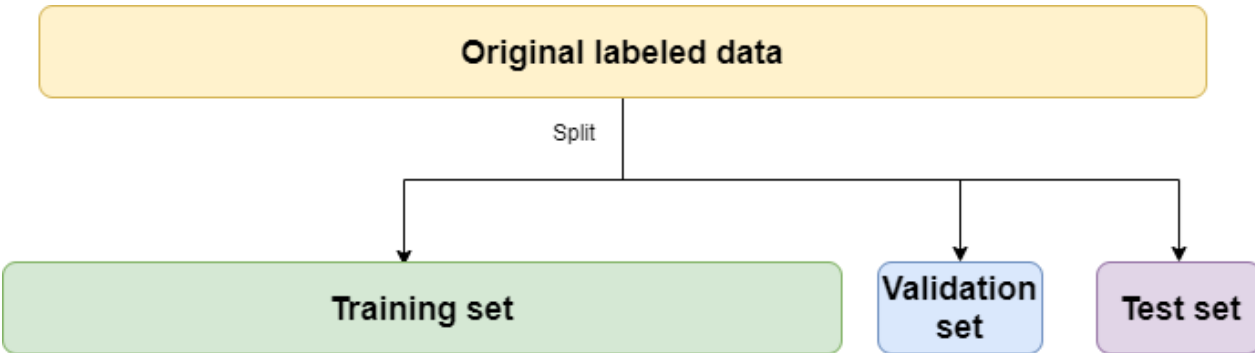 Original labeled data
Split
Training set
Validation
set
Test set